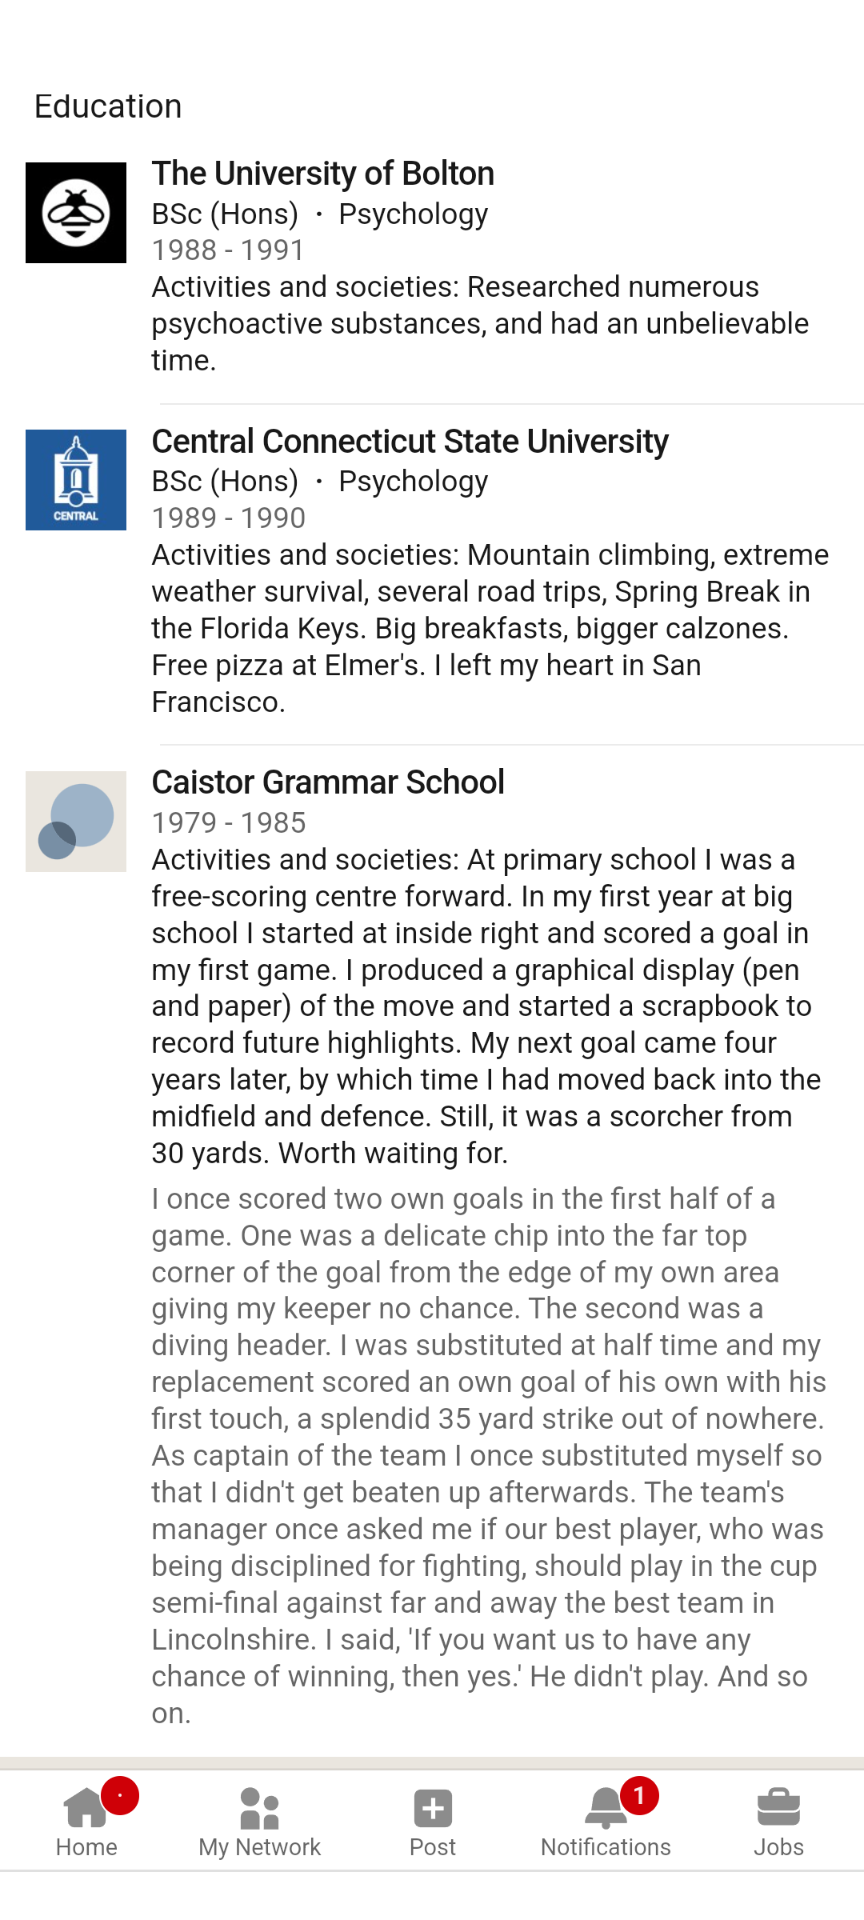 Education
The University of Bolton
BSc (Hons) · Psychology
1988 - 1991
Activities and societies: Researched numerous
psychoactive substances, and had an unbelievable
time.
Central Connecticut State University
BSc (Hons) · Psychology
1989 - 1990
CENTRAL
Activities and societies: Mountain climbing, extreme
weather survival, several road trips, Spring Break in
the Florida Keys. Big breakfasts, bigger calzones.
Free pizza at Elmer's. I left my heart in San
Francisco.
Caistor Grammar School
1979 - 1985
Activities and societies: At primary school I was a
free-scoring centre forward. In my first year at big
school I started at inside right and scored a goal in
my first game. I produced a graphical display (pen
and paper) of the move and started a scrapbook to
record future highlights. My next goal came four
years later, by which time I had moved back into the
midfield and defence. Still, it was a scorcher from
30 yards. Worth waiting for.
I once scored two own goals in the first half of a
game. One was a delicate chip into the far top
corner of the goal from the edge of my own area
giving my keeper no chance. The second was a
diving header. I was substituted at half time and my
replacement scored an own goal of his own with his
first touch, a splendid 35 yard strike out of nowhere.
As captain of the team I once substituted myself so
that I didn't get beaten up afterwards. The team's
manager once asked me if our best player, who was
being disciplined for fighting, should play in the cup
semi-final against far and away the best team in
Lincolnshire. I said, 'If you want us to have any
chance of winning, then yes.' He didn't play. And so
on.
1
Home My Network Post Notifications Jobs